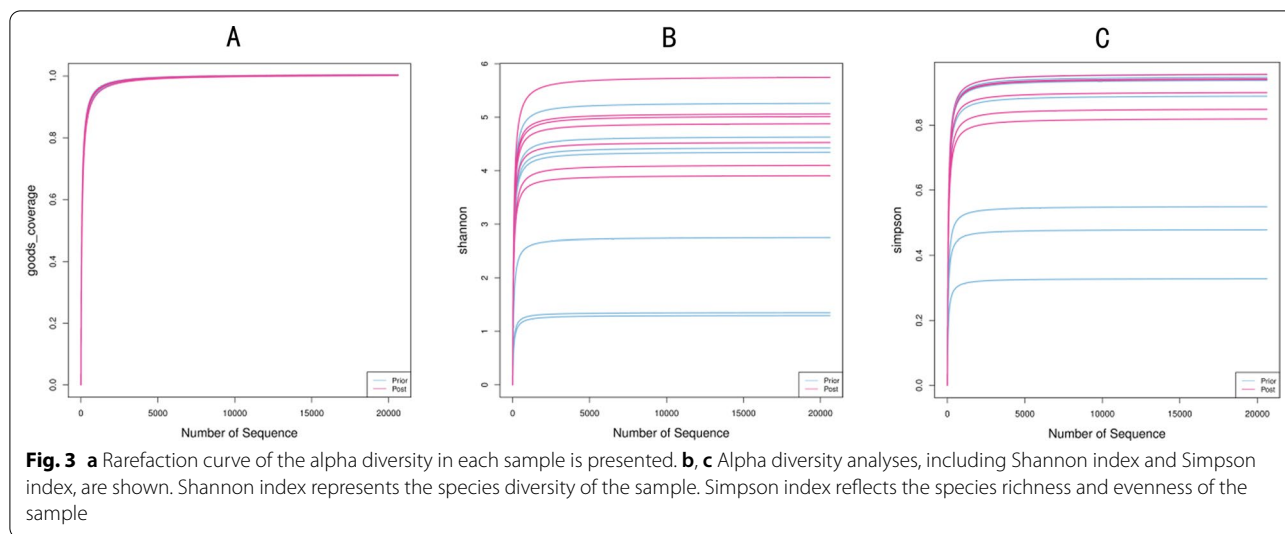 A
B
C
goods_coverage
1.0
0.8
0.6
0.4
0.2
0.0
0
5000
10000
15000
20000
Number of Sequence
Prior
Post
shannon
6
5
4
3
2
1
0
0
5000
10000
15000
20000
Number of Sequence
Prior
Post
simpson
0.8
0.6
0.4
0.2
0.0
0
5000
10000
15000
20000
Number of Sequence
Prior
Post
Fig. 3 a Rarefaction curve of the alpha diversity in each sample is presented. b, c Alpha diversity analyses, including Shannon index and Simpson
index, are shown. Shannon index represents the species diversity of the sample. Simpson index reflects the species richness and evenness of the
sample